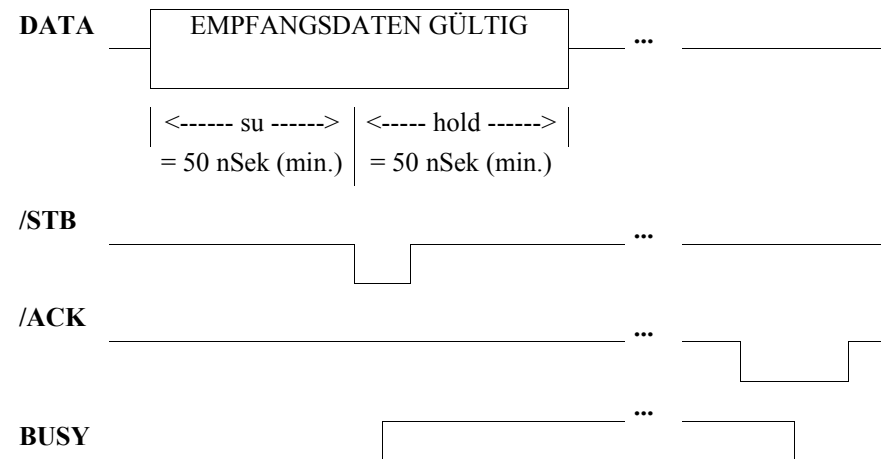 DATA EMPFANGSDATEN GÜLTIG ...
<------ su ------> <----- hold ------>
= 50 nSek (min.) = 50 nSek (min.)
/STB ...
/ACK ...
BUSY ...